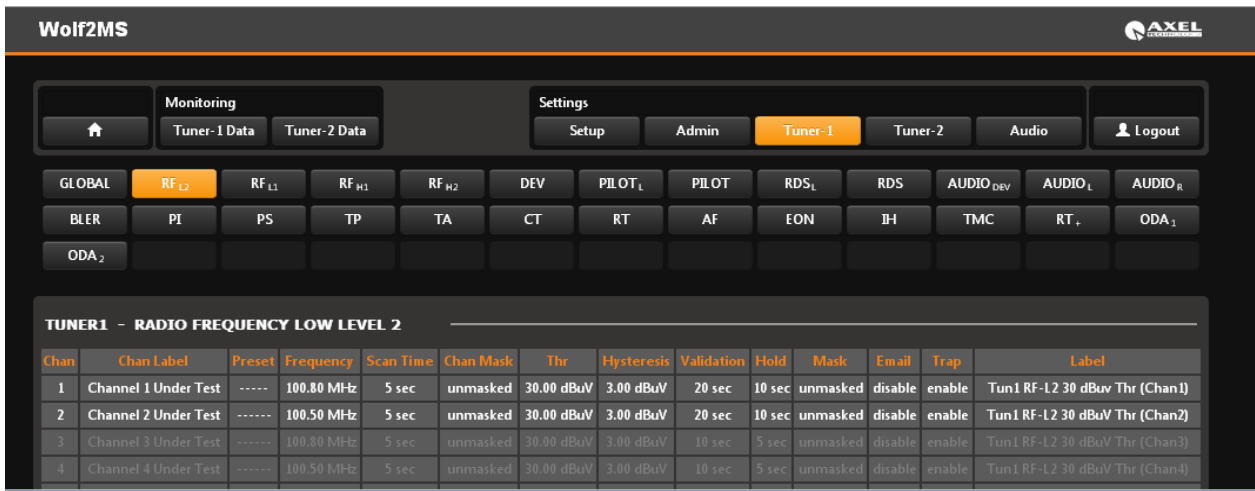 Wolf2MS
AXEL
Monitoring
Settings
Tuner-1 Data Tuner-2 Data Setup Admin Tuner-1 Tuner-2 Audio Logout
GLOBAL RF L2 RF L1 RF H1 RF H2 DEV PILOT L PILOT RDS L RDS AUDIO DEV AUDIO L AUDIO R
BLER PI PS TP TA CT RT AF EON IH TMC RT + ODA 1
ODA 2
TUNER1 - RADIO FREQUENCY LOW LEVEL 2
Chan Chan Label Preset Frequency Scan Time Chan Mask Thr Hysteresis Validation Hold Mask Email Trap Label
1 Channel 1 Under Test ----- 100.80 MHz 5 sec unmasked 30.00 dBuV 3.00 dBuV 20 sec 10 sec unmasked disable enable Tun1 RF-L2 30 dBuv Thr (Chan1)
2 Channel 2 Under Test ------ 100.50 MHz 5 sec unmasked 30.00 dBuV 3.00 dBuV 20 sec 10 sec unmasked disable enable Tun1 RF-L2 30 dBuV Thr (Chan2)
3 Channel 3 Under Test ------ 100.80 MHz 5 sec unmasked 30.00 dBuV 3.00 dBuV 10 sec 5 sec unmasked disable enable Tun1 RF-L2 30 dBuV Thr (Chan3)
4 Channel 4 Under Test ------ 100.50 MHz 5 sec unmasked 30.00 dBuV 3.00 dBuV 10 sec 5 sec unmasked disable enable Tun1 RF-L2 30 dBuV Thr (Chan4)